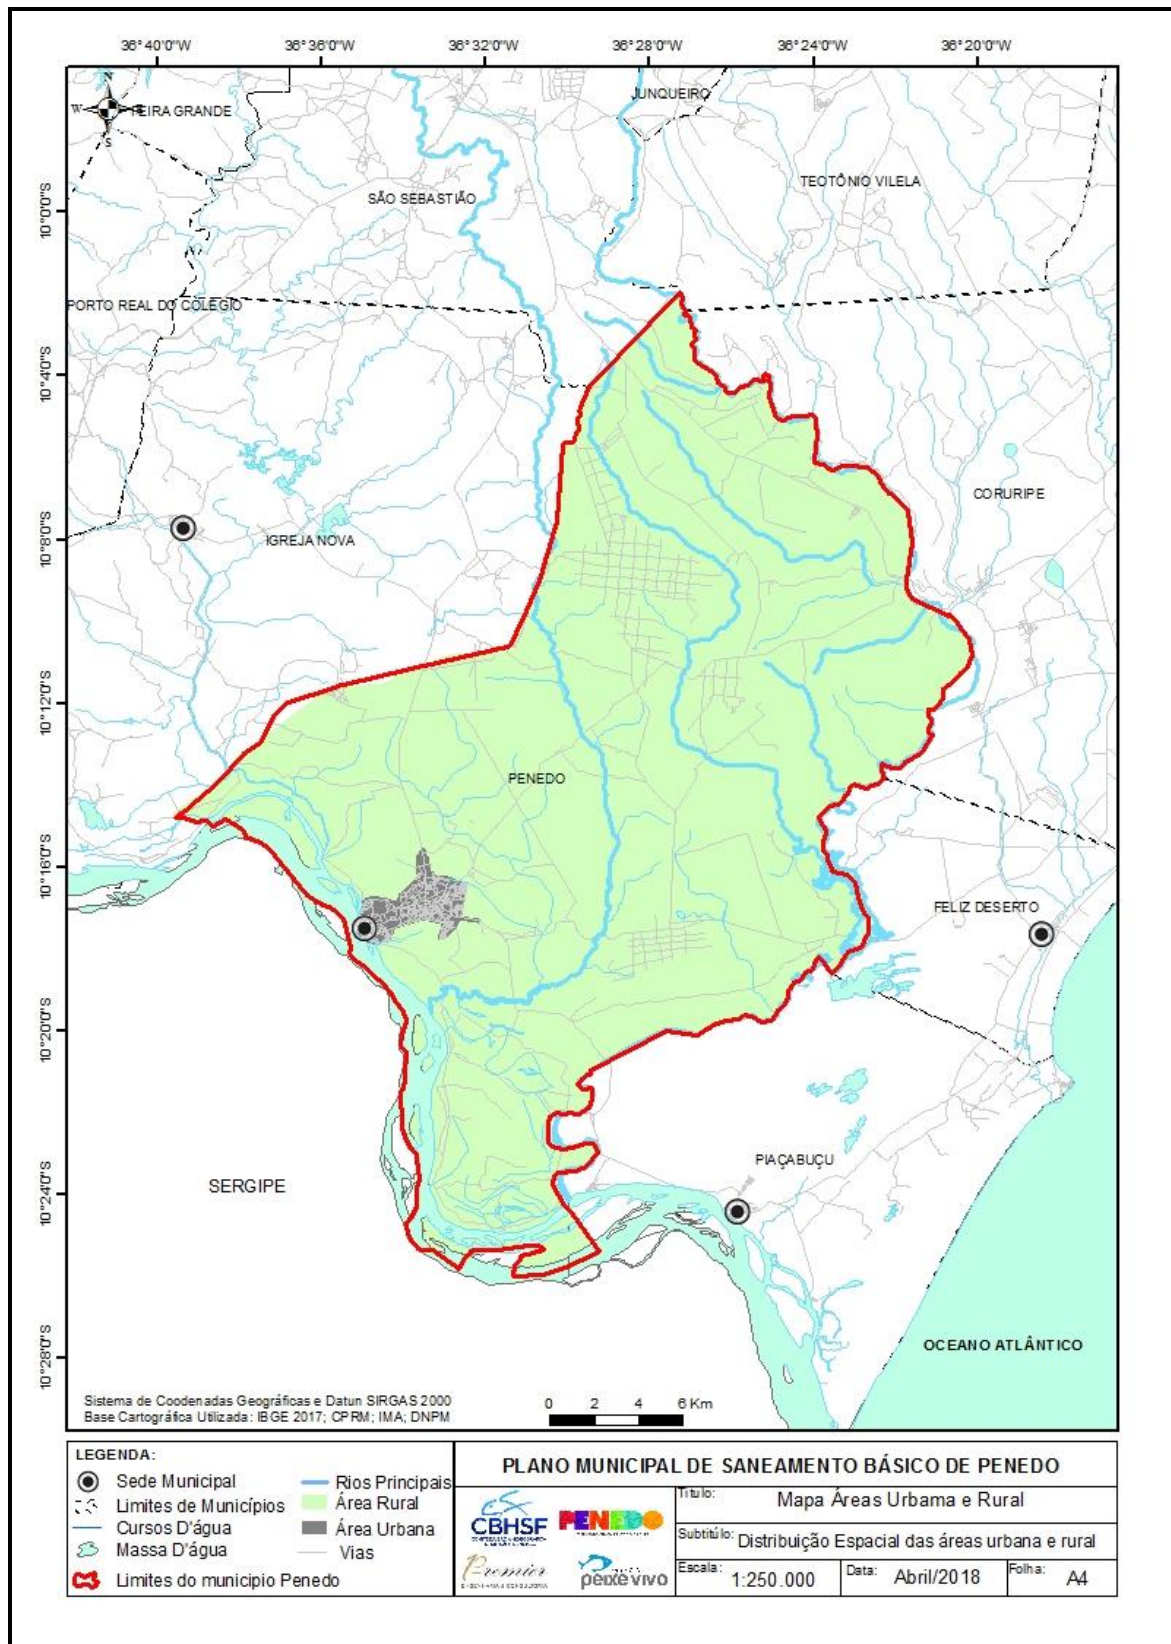 36°40'0"W 36°36'0"W 36°32'0"W 36°28'0"W 36°24'0"W 36°20'0"W
N
W
S
FEIRA GRANDE
JUNQUEIRO
TEOTÔNIO VILELA
SÃO SEBASTIÃO
10°0'0"S
PORTO REAL DO COLÉGIO
10°4'0"S
CORURIPE
10°8'0"S
IGREJA NOVA
10°12'0"S
PENEDO
10°16'0"S
FELIZ DESERTO
10°20'0"S
PIAÇABUÇU
10°24'0"S
SERGIPE
10°28'0"S
OCEANO ATLÂNTICO
Sistema de Coodenadas Geográficas e Datun SIRGAS 2000
Base Cartográfica Utilizada: IBGE 2017; CPRM; IMA; DNPM
0 2 4 6 Km
LEGENDA:
Sede Municipal
Limites de Municípios
Cursos D'água
Massa D'água
Limites do municipio Penedo
Rios Principais
Área Rural
Área Urbana
Vias
PLANO MUNICIPAL DE SANEAMENTO BÁSICO DE PENEDO
CBHSF
PENEDO
Premier
peixe vivo
Título: Mapa Áreas Urbama e Rural
Subtitúlo: Distribuição Espacial das áreas urbana e rural
Escala: 1:250.000
Data: Abril/2018
Folha: A4